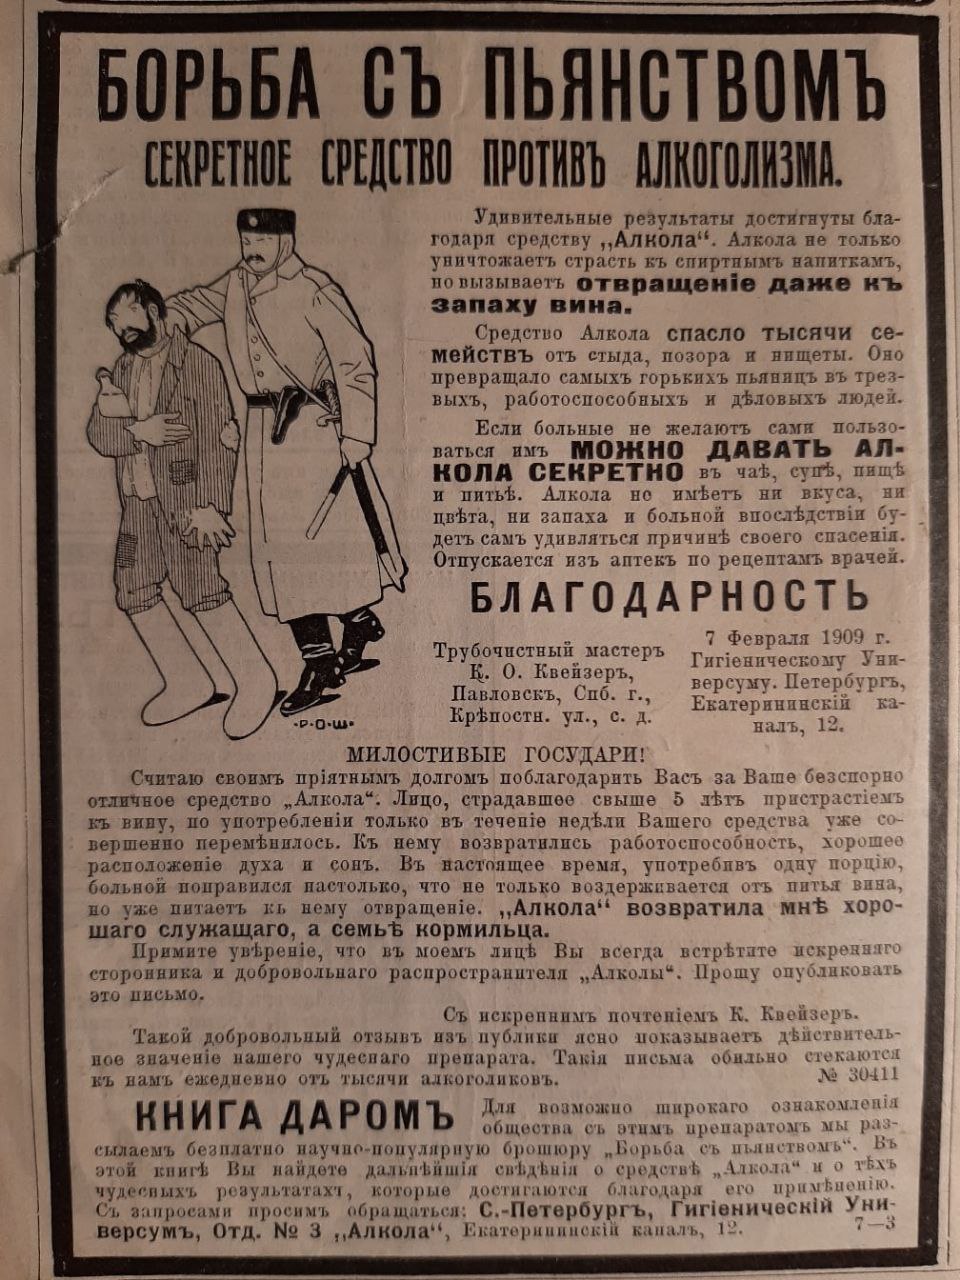 БОРЬБА СЪ ПЬЯНСТВОМЪ
СЕКРЕТНОЕ СРЕДСТВО ПРОТИВЪ АЛКОГОЛИЗМА.
Удивительные результаты достигнуты бла-
годаря средству „АЛКОЛА“. Алкола не только
уничтожаетъ страсть къ спиртнымъ напиткамъ,
но вызываетъ отвращеніе даже къ
запаху вина.
Средство Алкола спасло тысячи се-
мействъ отъ стыда, позора и нищеты. Оно
превращало самыхъ горькихъ пьяницъ въ трез-
выхъ, работоспособныхъ и дѣловыхъ людей.
Если больные не желаютъ сами пользо-
ваться имъ МОЖНО ДАВАТЬ АЛ-
КОЛА СЕКРЕТНО въ чаѣ, супѣ, пищѣ
и питьѣ. Алкола не имѣетъ ни вкуса, ни
цвѣта, ни запаха и больной впослѣдствіи бу-
детъ самъ удивляться причинѣ своего спасенія.
Отпускается изъ аптекъ по рецептамъ врачей.
·Р·О·Ш·
БЛАГОДАРНОСТЬ
Трубочистный мастеръ
К. О. Квейзеръ,
Павловскъ, Спб. г.,
Крѣпостн. ул., с. д.
7 Февраля 1909 г.
Гигіеническому Уни-
версуму. Петербургъ,
Екатерининскій ка-
налъ, 12.
МИЛОСТИВЫЕ ГОСУДАРИ!
Считаю своимъ пріятнымъ долгомъ поблагодарить Васъ за Ваше безспорно
отличное средство „Алкола“. Лицо, страдавшее свыше 5 лѣтъ пристрастіемъ
къ вину, по употребленіи только въ теченіе недѣли Вашего средства уже со-
вершенно перемѣнилось. Къ нему возвратились работоспособность, хорошее
расположеніе духа и сонъ. Въ настоящее время, употребивъ одну порцію,
больной поправился настолько, что не только воздерживается отъ питья вина,
но уже питаетъ къ нему отвращеніе. „Алкола“ возвратила мнѣ хоро-
шаго служащаго, а семьѣ кормильца.
Примите увѣреніе, что въ моемъ лицѣ Вы всегда встрѣтите искренняго
сторонника и добровольнаго распространителя „Алколы“. Прошу опубликовать
это письмо.
Съ искреннимъ почтеніемъ К. Квейзеръ.
Такой добровольный отзывъ изъ публики ясно показываетъ дѣйствитель-
ное значеніе нашего чудеснаго препарата. Такія письма обильно стекаются
къ намъ ежедневно отъ тысячи алкоголиковъ. № 30411
КНИГА ДАРОМЪ Для возможно широкаго ознакомленія
общества съ этимъ препаратомъ мы раз-
сылаемъ безплатно научно-популярную брошюру „Борьба съ пьянствомъ“. Въ
этой книгѣ Вы найдете дальнѣйшія свѣдѣнія о средствѣ „Алкола“ и о тѣхъ
чудесныхъ результатахъ, которые достигаются благодаря его примѣненію.
Съ запросами просимъ обращаться: С.-Петербургъ, Гигіеническій Уни-
версумъ, Отд. № 3 „Алкола“, Екатерининскій каналъ, 12. 7—3